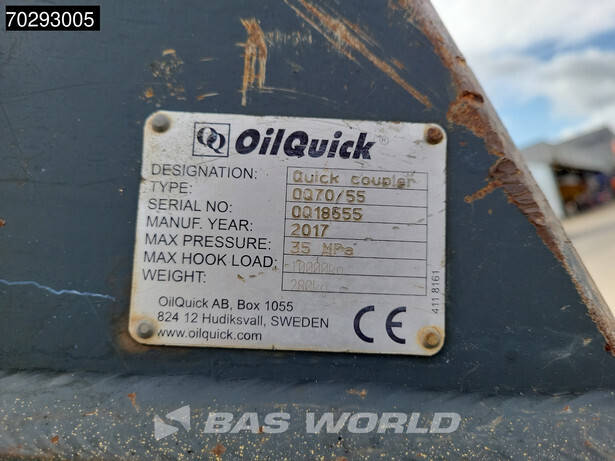 70293005
OilQuick®
DESIGNATION: Quick coupler
TYPE: OQ70/55
SERIAL NO: OQ18555
MANUF. YEAR: 2017
MAX PRESSURE: 35 MPa
MAX HOOK LOAD: 10000kg
WEIGHT: 280kg
OilQuick AB, Box 1055
824 12 Hudiksvall, SWEDEN
www.oilquick.com
CE
411 8161
BAS WORLD